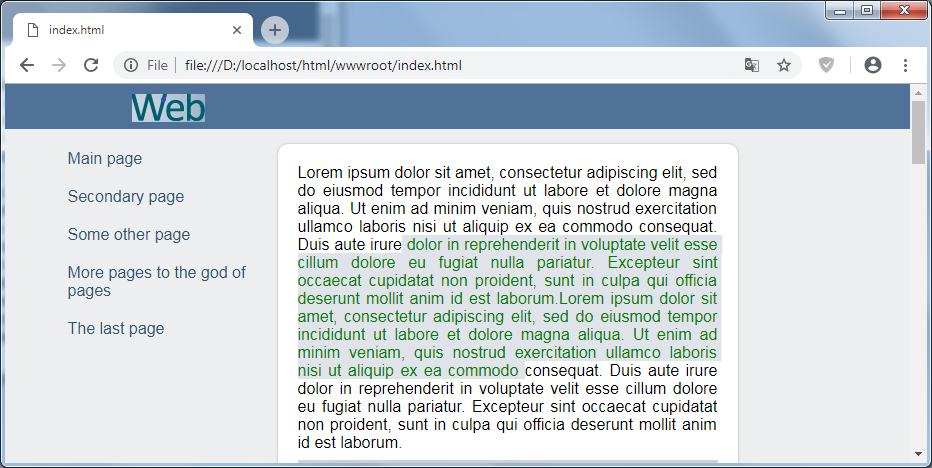 index.html
File
file:///D:/localhost/html/wwwroot/index.html
Web
Main page
Secondary page
Some other page
More pages to the god of
pages
The last page
Lorem ipsum dolor sit amet, consectetur adipiscing elit, sed
do eiusmod tempor incididunt ut labore et dolore magna
aliqua. Ut enim ad minim veniam, quis nostrud exercitation
ullamco laboris nisi ut aliquip ex ea commodo consequat.
Duis aute irure dolor in reprehenderit in voluptate velit esse
cillum dolore eu fugiat nulla pariatur. Excepteur sint
occaecat cupidatat non proident, sunt in culpa qui officia
deserunt mollit anim id est laborum.Lorem ipsum dolor sit
amet, consectetur adipiscing elit, sed do eiusmod tempor
incididunt ut labore et dolore magna aliqua. Ut enim ad
minim veniam, quis nostrud exercitation ullamco laboris
nisi ut aliquip ex ea commodo consequat. Duis aute irure
dolor in reprehenderit in voluptate velit esse cillum dolore
eu fugiat nulla pariatur. Excepteur sint occaecat cupidatat
non proident, sunt in culpa qui officia deserunt mollit anim
id est laborum.